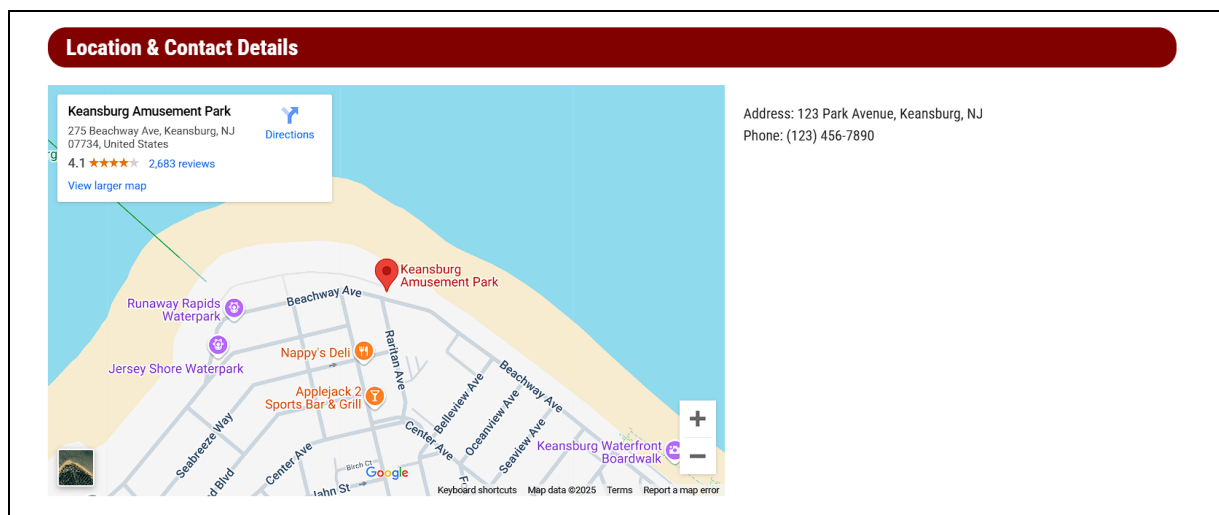 Location & Contact Details
Keansburg Amusement Park
275 Beachway Ave, Keansburg, NJ
07734, United States
4.1
2,683 reviews
View larger map
Directions
Address: 123 Park Avenue, Keansburg, NJ
Phone: (123) 456-7890
Keansburg
Amusement Park
Runaway Rapids
Waterpark
Beachway Ave
Jersey Shore Waterpark
Nappy's Deli
Raritan Ave
Applejack 2
Sports Bar & Grill
Beachway Ave
Belleview Ave
Oceanview Ave
Seaview Ave
Seabreeze Way
Center Ave
Center Ave
Keansburg Waterfront
Boardwalk
Birch Ct
Google
Jahn St
Keyboard shortcuts
Map data ©2025
Terms
Report a map error